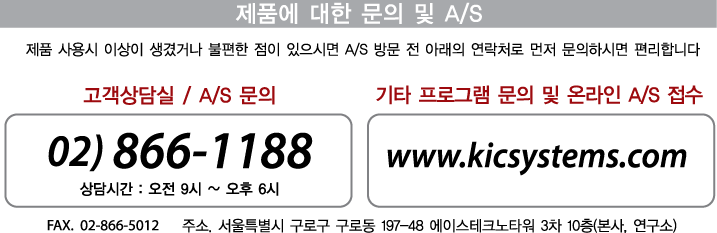 제품에 대한 문의 및 A/S
제품 사용시 이상이 생겼거나 불편한 점이 있으시면 A/S 방문 전 아래의 연락처로 먼저 문의하시면 편리합니다
고객상담실 / A/S 문의
02) 866-1188
상담시간 : 오전 9시 ~ 오후 6시
기타 프로그램 문의 및 온라인 A/S 접수
www.kicsystems.com
FAX. 02-866-5012 주소. 서울특별시 구로구 구로동 197-48 에이스테크노타워 3차 10층(본사, 연구소)